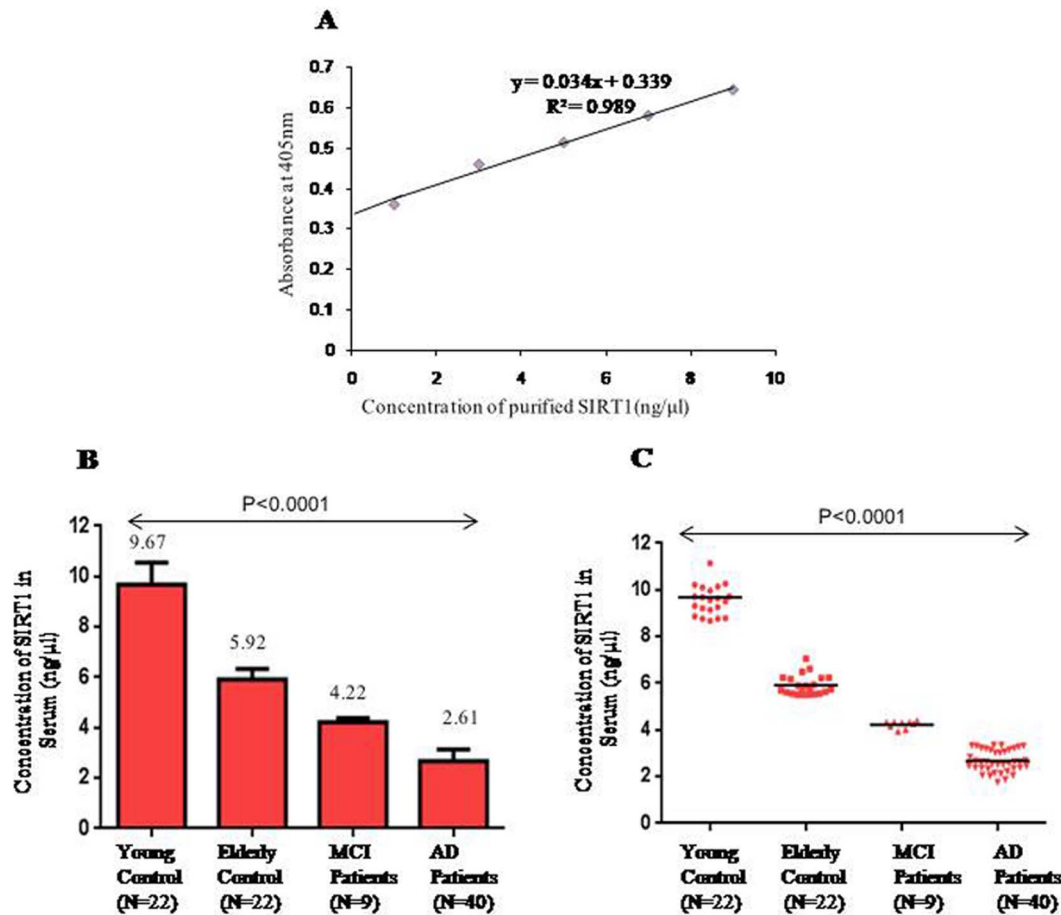 A
y = 0.034x + 0.339
R² = 0.989
Absorbance at 405nm
0.7
0.6
0.5
0.4
0.3
0.2
0.1
0
0 2 4 6 8 10
Concentration of purified SIRT1(ng/µl)
B
P<0.0001
Concentration of SIRT1 in
Serum (ng/µl)
12
10
8
6
4
2
0
9.67
5.92
4.22
2.61
Young Elderly MCI AD
Control Control Patients Patients
(N=22) (N=22) (N=9) (N=40)
C
P<0.0001
Concentration of SIRT1 in
Serum (ng/µl)
12
10
8
6
4
2
0
Young Elderly MCI AD
Control Control Patients Patients
(N=22) (N=22) (N=9) (N=40)